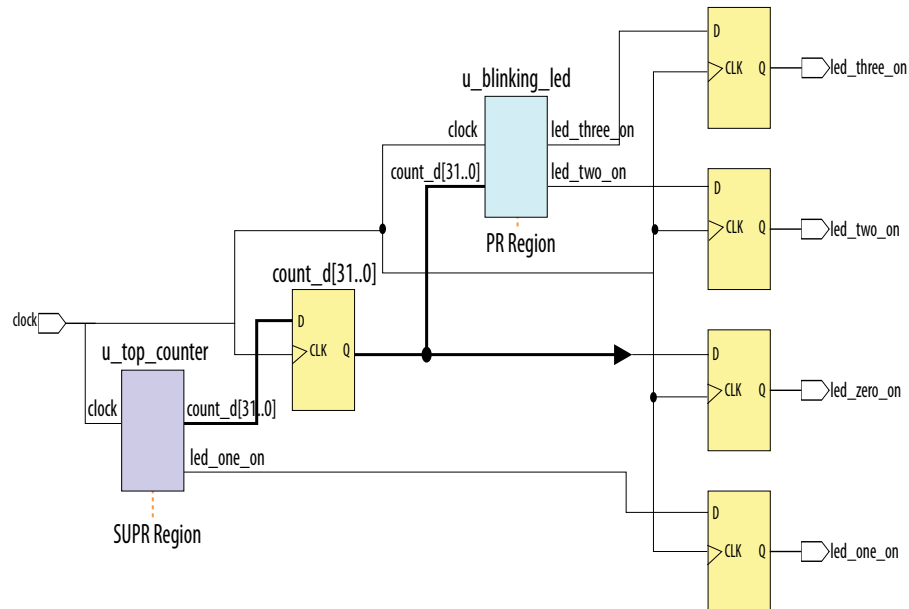 D
CLK
Q
led_three_on
u_blinking_led
clock
led_three_on
count_d[31..0]
led_two_on
D
CLK
Q
led_two_on
PR Region
count_d[31..0]
clock
D
CLK
Q
u_top_counter
D
CLK
Q
led_zero_on
clock
count_d[31..0]
led_one_on
SUPR Region
D
CLK
Q
led_one_on